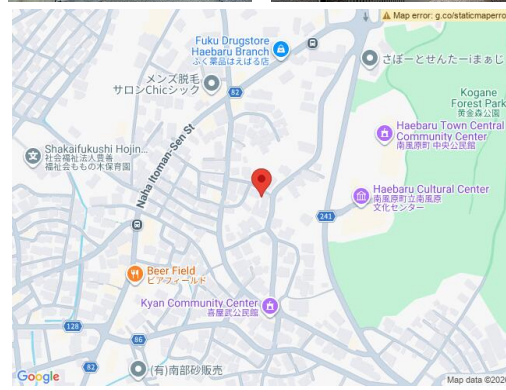 ⚠ Map error: g.co/staticmaperro
Fuku Drugstore
Haebaru Branch
ふく薬品はえばる店
さぽーとせんたーiまぁじ
メンズ脱毛
サロンChicシック
82
Kogane
Forest Park
黄金森公園
Haebaru Town Central
Community Center
南風原町 中央公民館
Shakaifukushi Hojin...
社会福祉法人豊善
福祉会ももの木保育園
Naha Itoman-Sen St
Haebaru Cultural Center
南風原町立南風原
文化センター
241
Beer Field
ビアフィールド
Kyan Community Center
喜屋武公民館
128
86
82
(有)南部砂販売
Google
Map data ©202